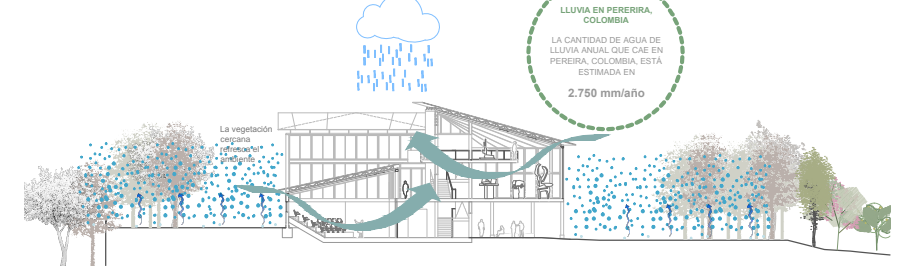 LLUVIA EN PERERIRA,
COLOMBIA
LA CANTIDAD DE AGUA DE
LLUVIA ANUAL QUE CAE EN
PEREIRA, COLOMBIA, ESTÁ
ESTIMADA EN
2.750 mm/año
La vegetación
cercana
refresca el
ambiente